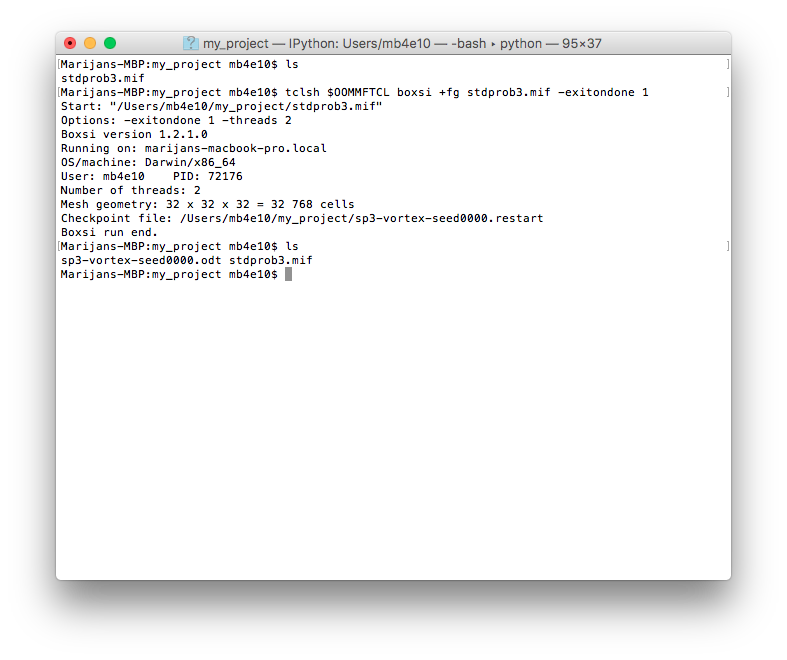 my_project — IPython: Users/mb4e10 — -bash ▸ python — 95×37
[Marijans-MBP:my_project mb4e10$ ls ]
stdprob3.mif
[Marijans-MBP:my_project mb4e10$ tclsh $OOMMFTCL boxsi +fg stdprob3.mif -exitondone 1 ]
Start: "/Users/mb4e10/my_project/stdprob3.mif"
Options: -exitondone 1 -threads 2
Boxsi version 1.2.1.0
Running on: marijans-macbook-pro.local
OS/machine: Darwin/x86_64
User: mb4e10    PID: 72176
Number of threads: 2
Mesh geometry: 32 x 32 x 32 = 32 768 cells
Checkpoint file: /Users/mb4e10/my_project/sp3-vortex-seed0000.restart
Boxsi run end.
[Marijans-MBP:my_project mb4e10$ ls ]
sp3-vortex-seed0000.odt stdprob3.mif
Marijans-MBP:my_project mb4e10$